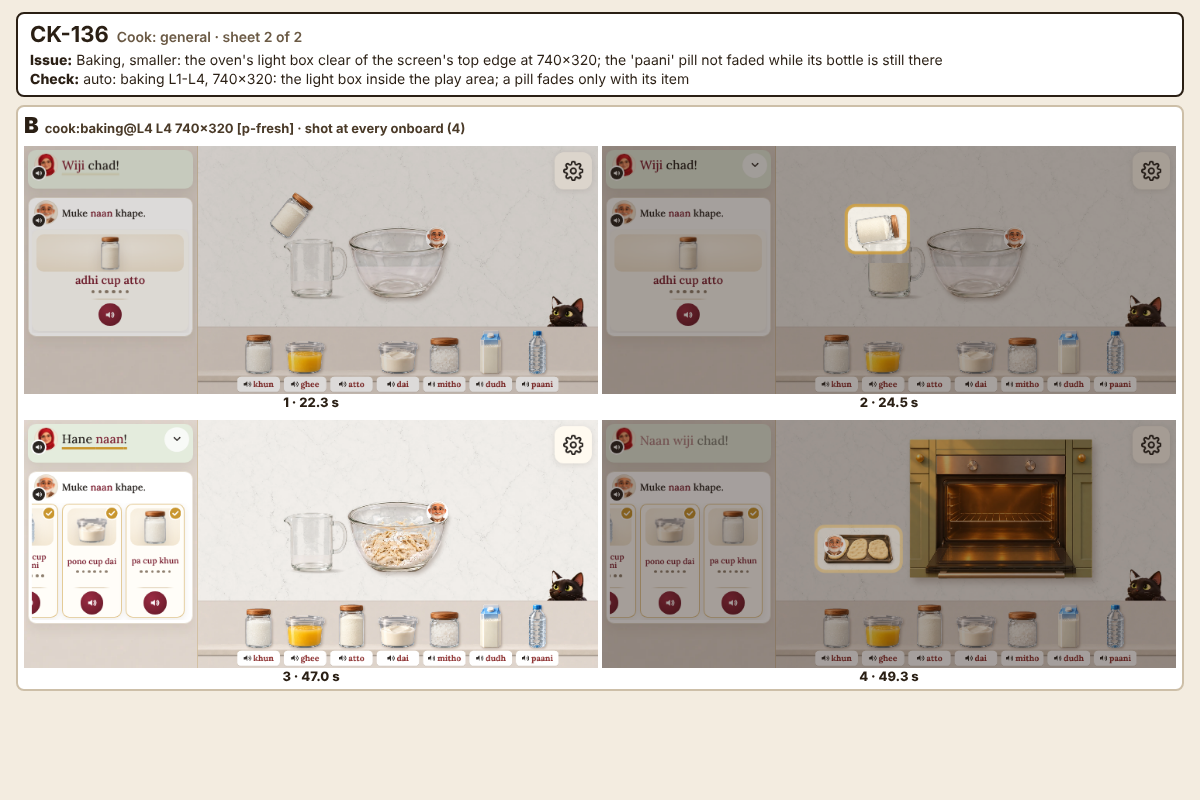 CK-136 Cook: general · sheet 2 of 2
Issue: Baking, smaller: the oven's light box clear of the screen's top edge at 740×320; the 'paani' pill not faded while its bottle is still there
Check: auto: baking L1-L4, 740×320: the light box inside the play area; a pill fades only with its item
B cook:baking@L4 L4 740×320 [p-fresh] · shot at every onboard (4)
Wiji chad!
Muke naan khape.
adhi cup atto
khun ghee atto dai mitho dudh paani
1 · 22.3 s
Wiji chad!
Muke naan khape.
adhi cup atto
khun ghee atto dai mitho dudh paani
2 · 24.5 s
Hane naan!
Muke naan khape.
cup
ni
pono cup dai
pa cup khun
khun ghee atto dai mitho dudh paani
3 · 47.0 s
Naan wiji chad!
Muke naan khape.
cup
ni
pono cup dai
pa cup khun
khun ghee atto dai mitho dudh paani
4 · 49.3 s